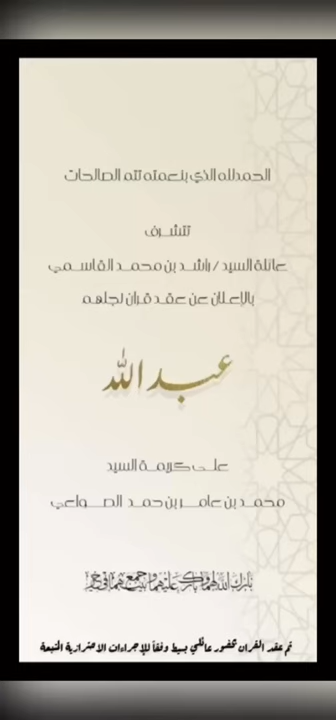 الحمدلله الذي بنعمته تتم الصالحات
تتشرف
عائلة السيد / راشد بن محمد القاسمي
بالإعلان عن عقد قران نجلهم
عبدالله
على كريمة السيد
محمد بن عامر بن حمد الصواعي
بارك الله لهما وبارك عليهما وجمع بينهما في خير
تم عقد القران بحضور عائلي بسيط وفقاً للإجراءات الاحترازية المتبعة